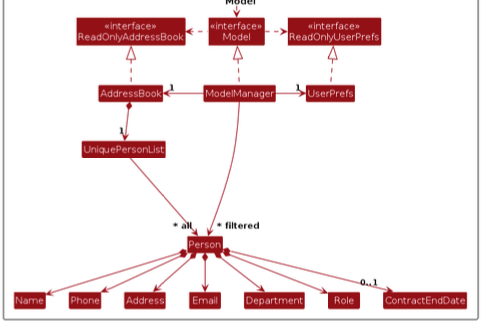 Model
«interface»
ReadOnlyAddressBook
«interface»
Model
«interface»
ReadOnlyUserPrefs
AddressBook
1
ModelManager
1
UserPrefs
1
UniquePersonList
* all
* filtered
Person
0..1
Name
Phone
Address
Email
Department
Role
ContractEndDate